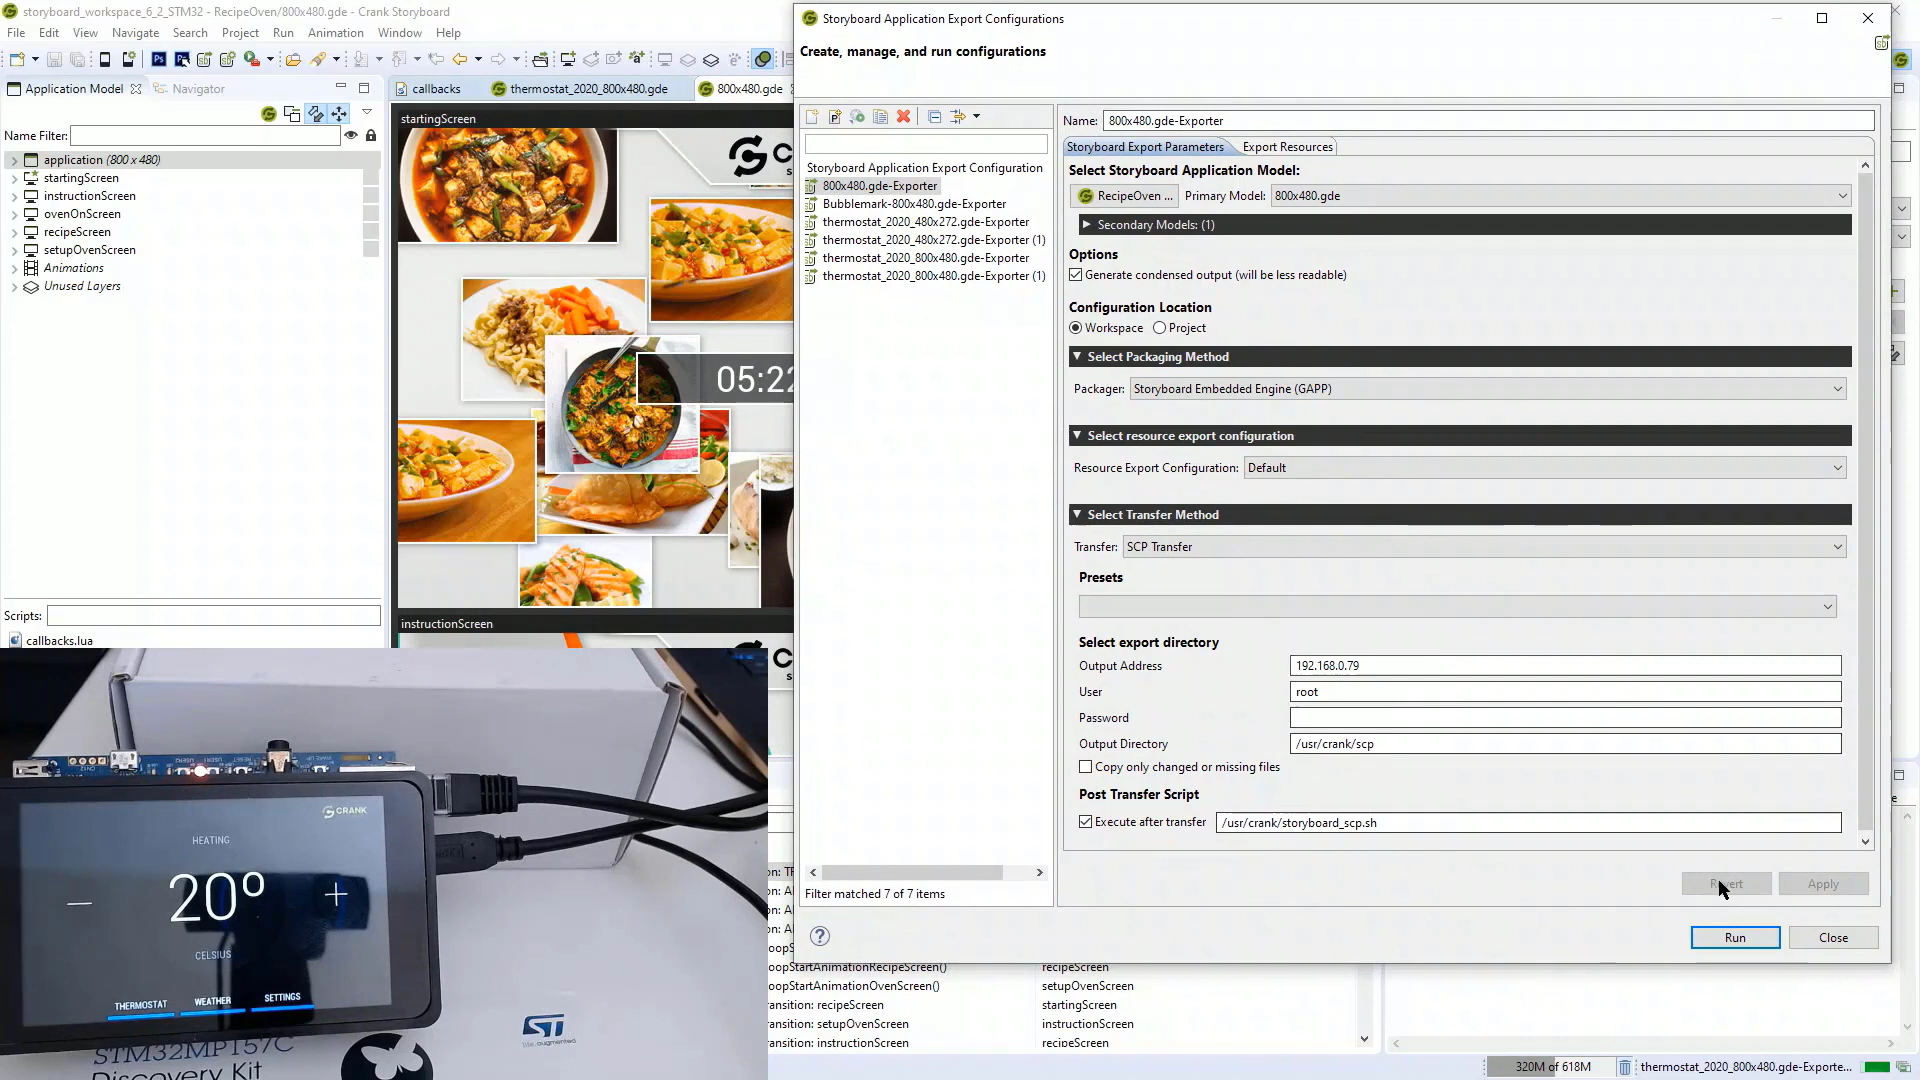 storyboard_workspace_6_2_STM32 - RecipeOven/800x480.gde - Crank Storyboard
File Edit View Navigate Search Project Run Animation Window Help
Application Model
Navigator
Name Filter:
application (800 x 480)
startingScreen
instructionScreen
ovenOnScreen
recipeScreen
setupOvenScreen
Animations
Unused Layers
Scripts:
callbacks.lua
callbacks
thermostat_2020_800x480.gde
800x480.gde
startingScreen
05:22
instructionScreen
Storyboard Application Export Configurations
Create, manage, and run configurations
Storyboard Application Export Configuration
800x480.gde-Exporter
Bubblemark-800x480.gde-Exporter
thermostat_2020_480x272.gde-Exporter
thermostat_2020_480x272.gde-Exporter (1)
thermostat_2020_800x480.gde-Exporter
thermostat_2020_800x480.gde-Exporter (1)
Filter matched 7 of 7 items
Name: 800x480.gde-Exporter
Storyboard Export Parameters
Export Resources
Select Storyboard Application Model:
RecipeOven ... Primary Model: 800x480.gde
Secondary Models: (1)
Options
Generate condensed output (will be less readable)
Configuration Location
Workspace Project
Select Packaging Method
Packager: Storyboard Embedded Engine (GAPP)
Select resource export configuration
Resource Export Configuration: Default
Select Transfer Method
Transfer: SCP Transfer
Presets
Select export directory
Output Address 192.168.0.79
User root
Password
Output Directory /usr/crank/scp
Copy only changed or missing files
Post Transfer Script
Execute after transfer /usr/crank/storyboard_scp.sh
Revert Apply
Run Close
CRANK
HEATING
— 20° +
CELSIUS
THERMOSTAT WEATHER SETTINGS
STM32MP157C
Discovery Kit
ST
life.augmented
oopStartAnimationRecipeScreen() recipeScreen
oopStartAnimationOvenScreen() setupOvenScreen
ransition: recipeScreen startingScreen
ransition: setupOvenScreen instructionScreen
ransition: instructionScreen recipeScreen
320M of 618M
thermostat_2020_800x480.gde-Exporte...